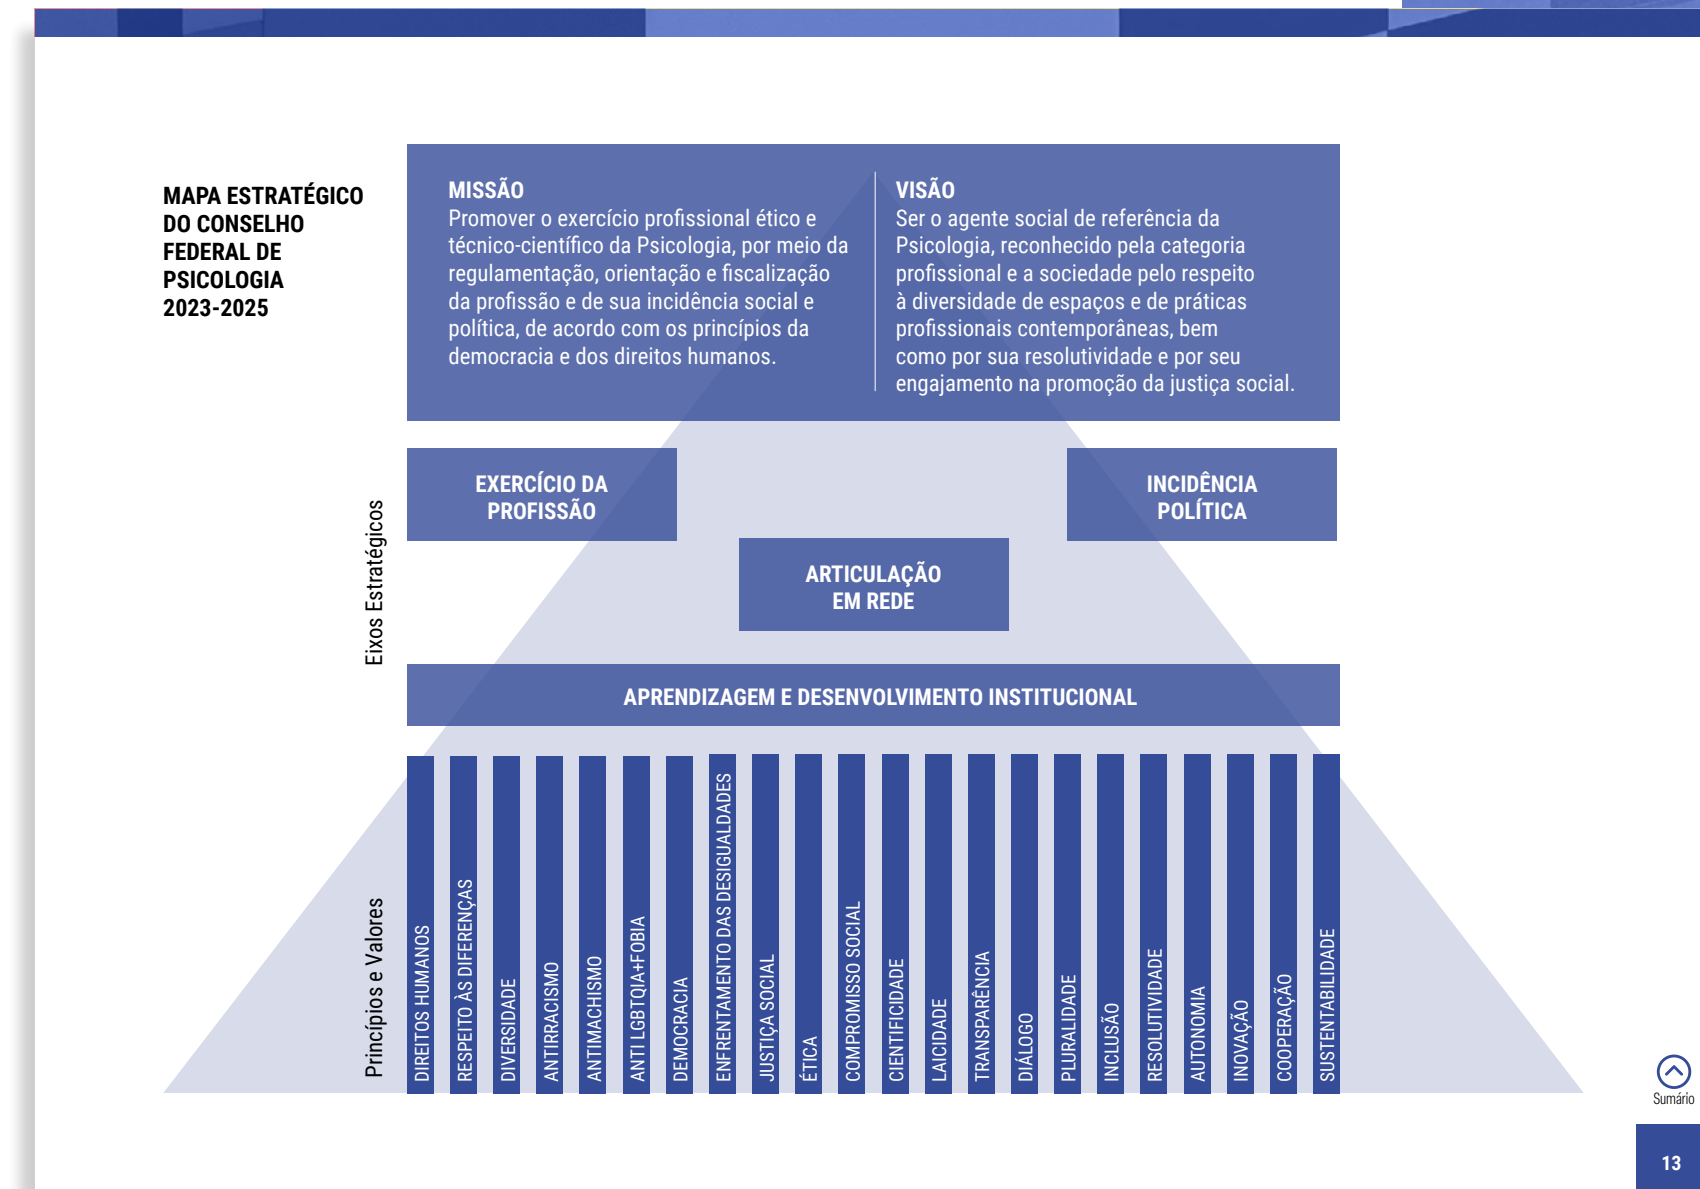 MAPA ESTRATÉGICO
DO CONSELHO
FEDERAL DE
PSICOLOGIA
2023-2025
MISSÃO
Promover o exercício profissional ético e
técnico-científico da Psicologia, por meio da
regulamentação, orientação e fiscalização
da profissão e de sua incidência social e
política, de acordo com os princípios da
democracia e dos direitos humanos.
VISÃO
Ser o agente social de referência da
Psicologia, reconhecido pela categoria
profissional e a sociedade pelo respeito
à diversidade de espaços e de práticas
profissionais contemporâneas, bem
como por sua resolutividade e por seu
engajamento na promoção da justiça social.
Eixos Estratégicos
EXERCÍCIO DA
PROFISSÃO
INCIDÊNCIA
POLÍTICA
ARTICULAÇÃO
EM REDE
APRENDIZAGEM E DESENVOLVIMENTO INSTITUCIONAL
Princípios e Valores
DIREITOS HUMANOS
RESPEITO ÀS DIFERENÇAS
DIVERSIDADE
ANTIRRACISMO
ANTIMACHISMO
ANTI LGBTQIA+FOBIA
DEMOCRACIA
ENFRENTAMENTO DAS DESIGUALDADES
JUSTIÇA SOCIAL
ÉTICA
COMPROMISSO SOCIAL
CIENTIFICIDADE
LAICIDADE
TRANSPARÊNCIA
DIÁLOGO
PLURALIDADE
INCLUSÃO
RESOLUTIVIDADE
AUTONOMIA
INOVAÇÃO
COOPERAÇÃO
SUSTENTABILIDADE
Sumário
13